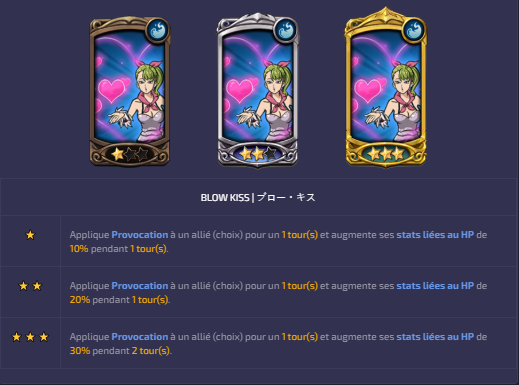 BLOW KISS | ブロー・キス
Applique Provocation à un allié (choix) pour un 1 tour(s) et augmente ses stats liées au HP de
10% pendant 1 tour(s).
Applique Provocation à un allié (choix) pour un 1 tour(s) et augmente ses stats liées au HP de
20% pendant 1 tour(s).
Applique Provocation à un allié (choix) pour un 1 tour(s) et augmente ses stats liées au HP de
30% pendant 2 tour(s).